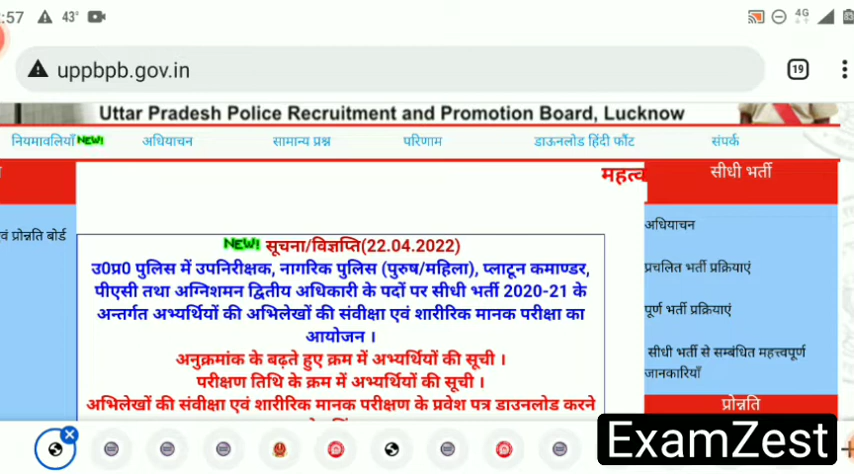 :57 43°
4G
uppbpb.gov.in
19
Uttar Pradesh Police Recruitment and Promotion Board, Lucknow
नियमावलियाँ NEW! अधियाचन सामान्य प्रश्न परिणाम डाऊनलोड हिंदी फौंट संपर्क
महत्व
सीधी भर्ती
वं प्रोन्नति बोर्ड
NEW! सूचना/विज्ञप्ति(22.04.2022)
उ0प्र0 पुलिस में उपनिरीक्षक, नागरिक पुलिस (पुरुष/महिला), प्लाटून कमाण्डर,
पीएसी तथा अग्निशमन द्वितीय अधिकारी के पदों पर सीधी भर्ती 2020-21 के
अन्तर्गत अभ्यर्थियों की अभिलेखों की संवीक्षा एवं शारीरिक मानक परीक्षा का
आयोजन ।
अनुक्रमांक के बढ़ते हुए क्रम में अभ्यर्थियों की सूची ।
परीक्षण तिथि के क्रम में अभ्यर्थियों की सूची ।
अभिलेखों की संवीक्षा एवं शारीरिक मानक परीक्षण के प्रवेश पत्र डाउनलोड करने
अधियाचन
प्रचलित भर्ती प्रक्रियाएं
पूर्ण भर्ती प्रक्रियाएं
सीधी भर्ती से सम्बंधित महत्त्वपूर्ण
जानकारियाँ
प्रोन्नति
ExamZest